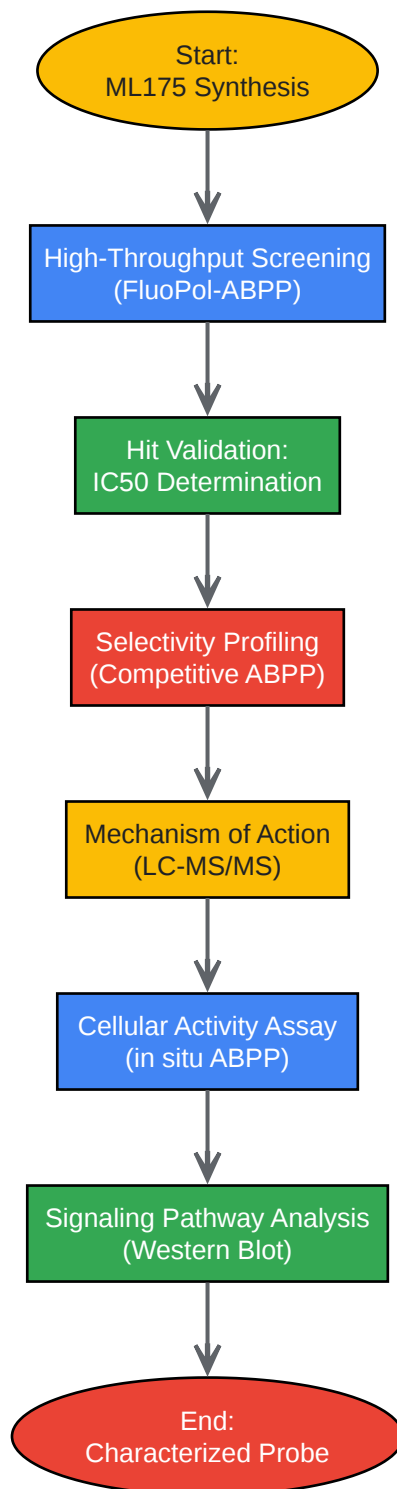 Start:
ML175 Synthesis
High-Throughput Screening
(FluoPol-ABPP)
Hit Validation:
IC50 Determination
Selectivity Profiling
(Competitive ABPP)
Mechanism of Action
(LC-MS/MS)
Cellular Activity Assay
(in situ ABPP)
Signaling Pathway Analysis
(Western Blot)
End:
Characterized Probe